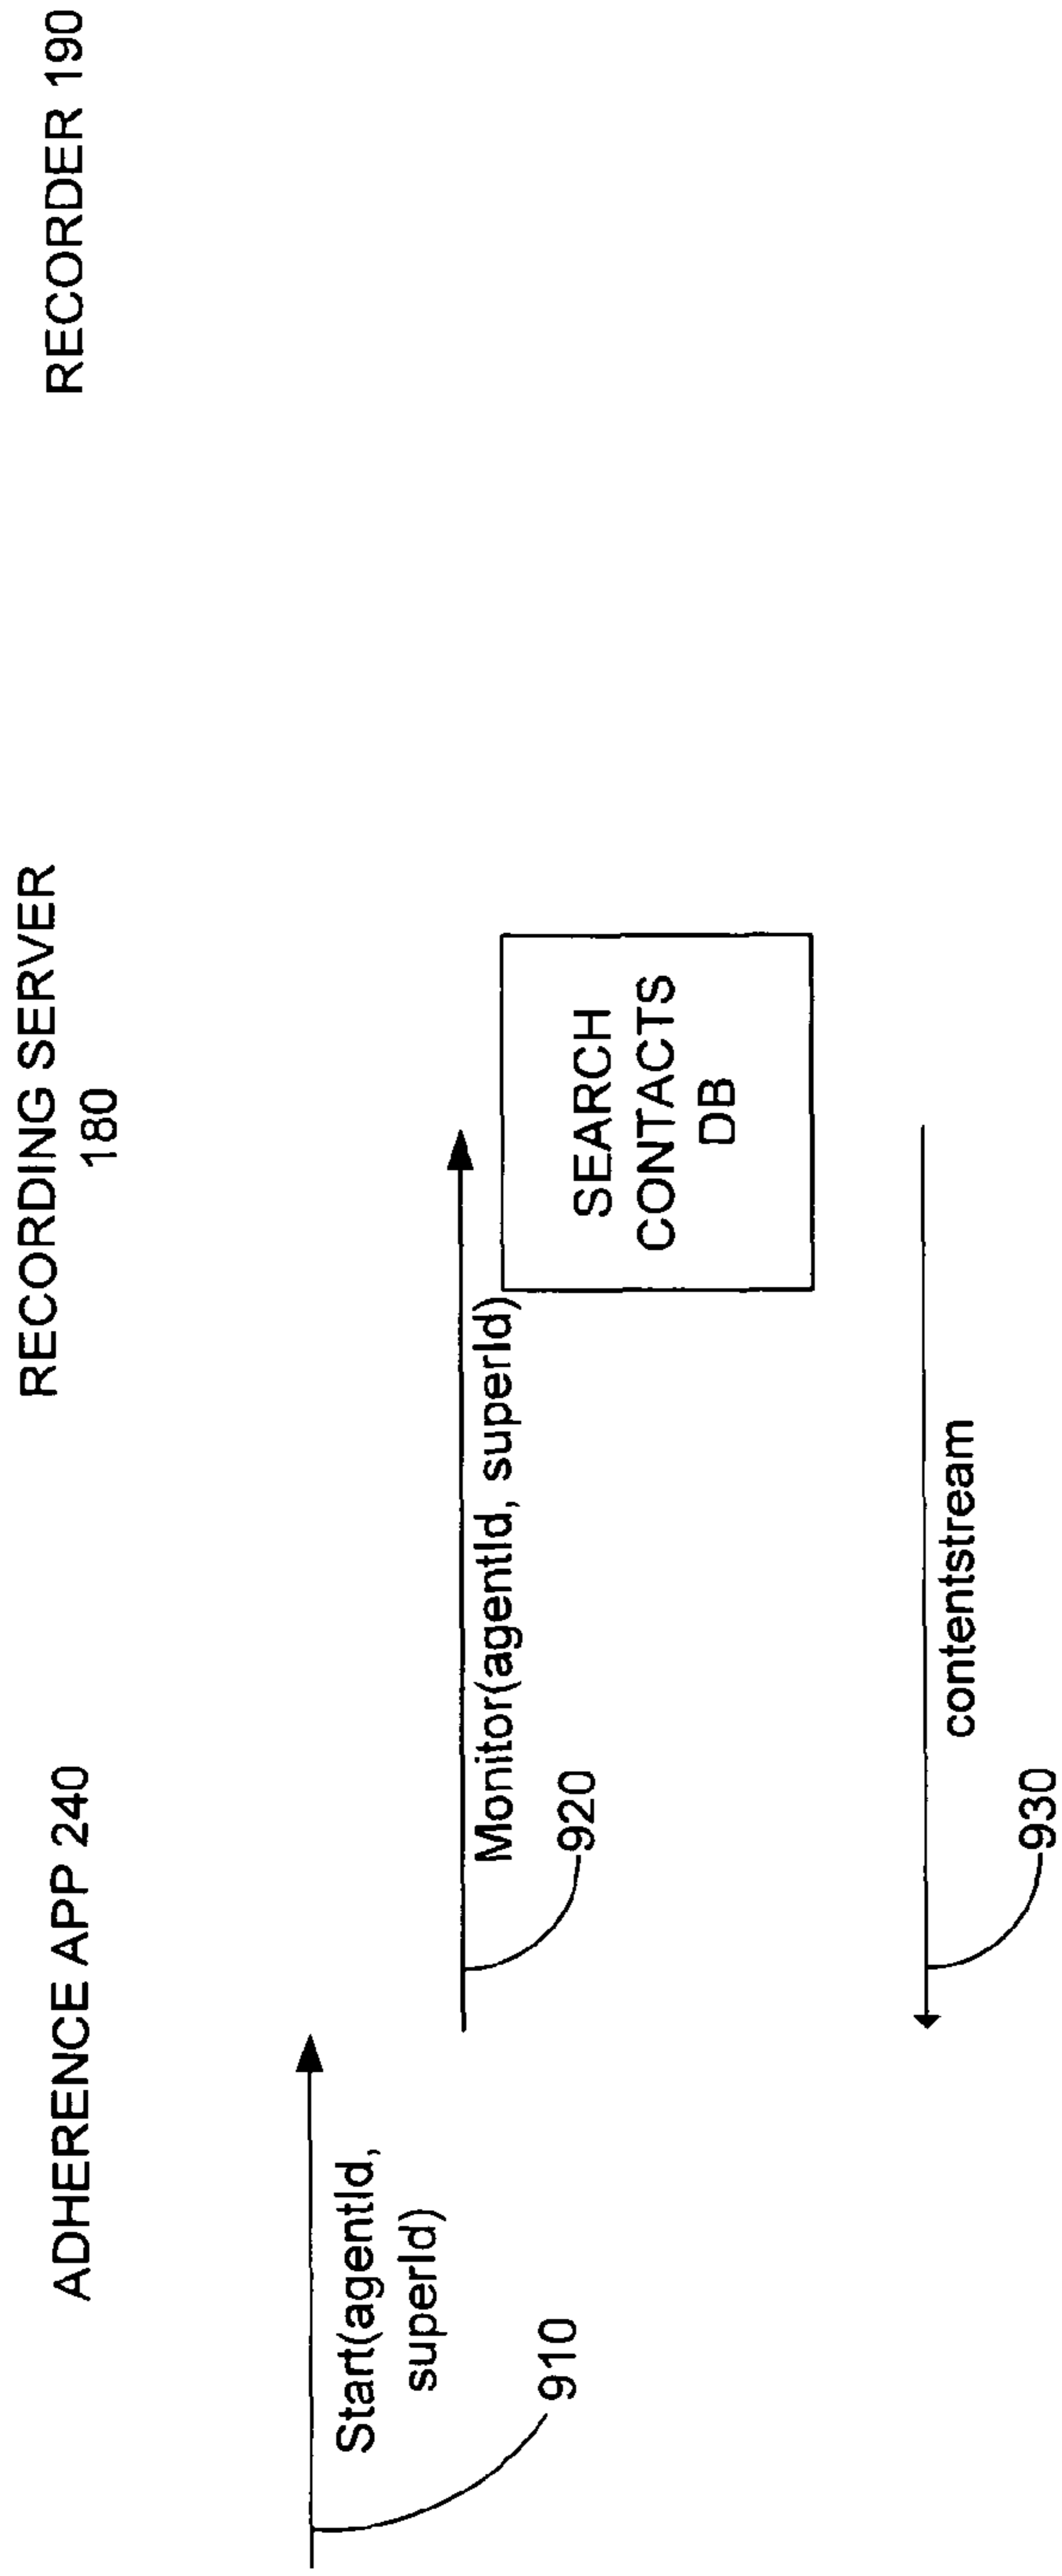 ADHERENCE APP 240
RECORDING SERVER
180
RECORDER 190
Start(agentId,
superId)
910
Monitor(agentId, superId)
920
SEARCH
CONTACTS
DB
contentstream
930